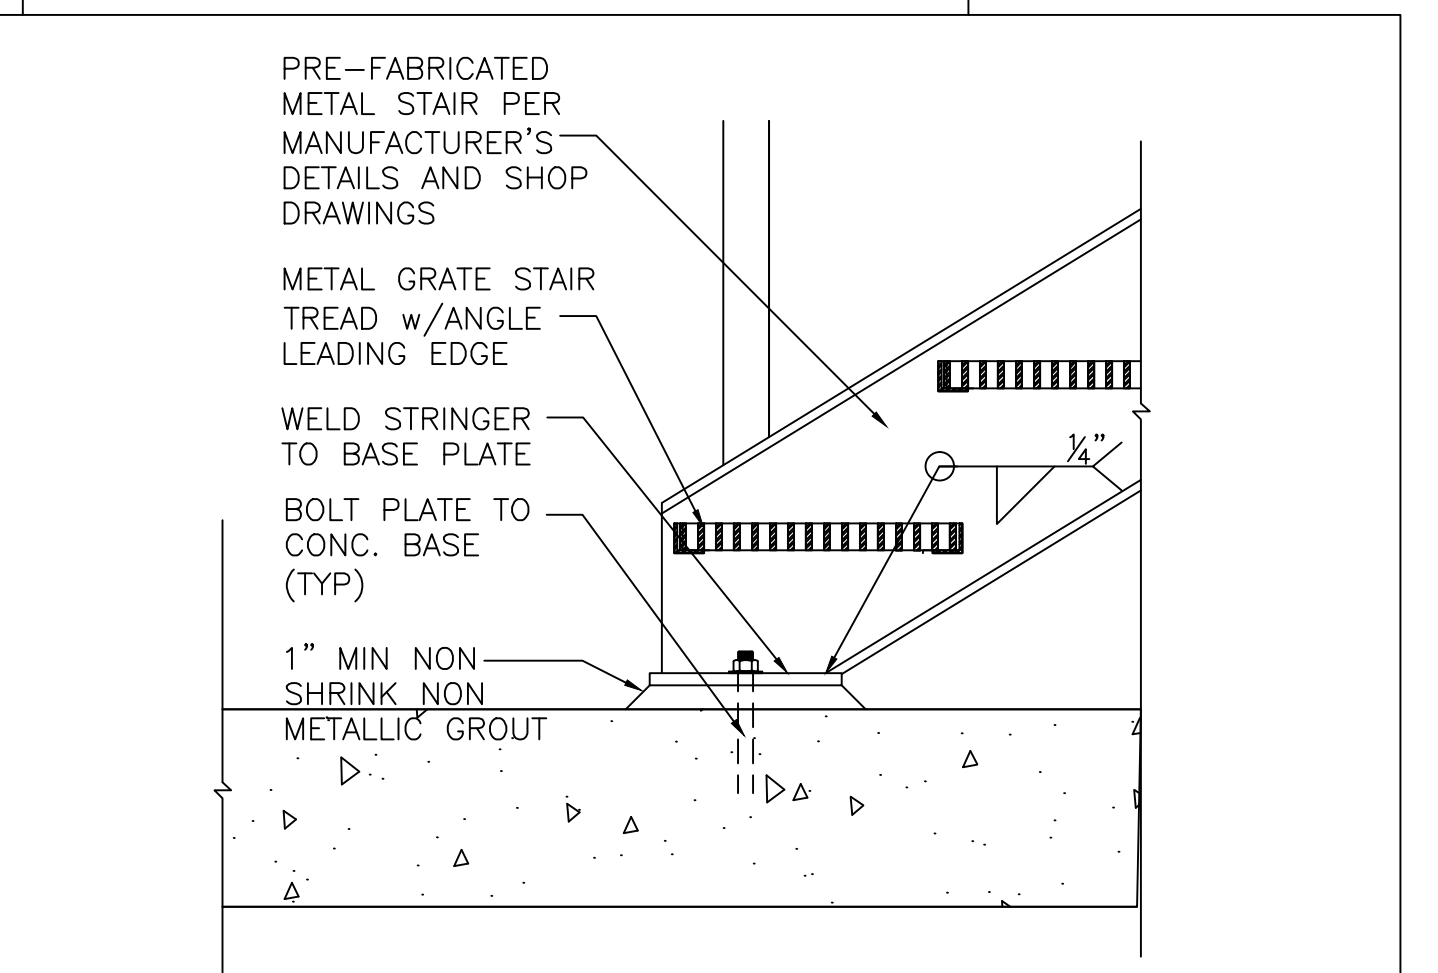 PRE-FABRICATED
METAL STAIR PER
MANUFACTURER'S
DETAILS AND SHOP
DRAWINGS
METAL GRATE STAIR
TREAD w/ANGLE
LEADING EDGE
WELD STRINGER
TO BASE PLATE
1/4"
BOLT PLATE TO
CONC. BASE
(TYP)
1" MIN NON
SHRINK NON
METALLIC GROUT